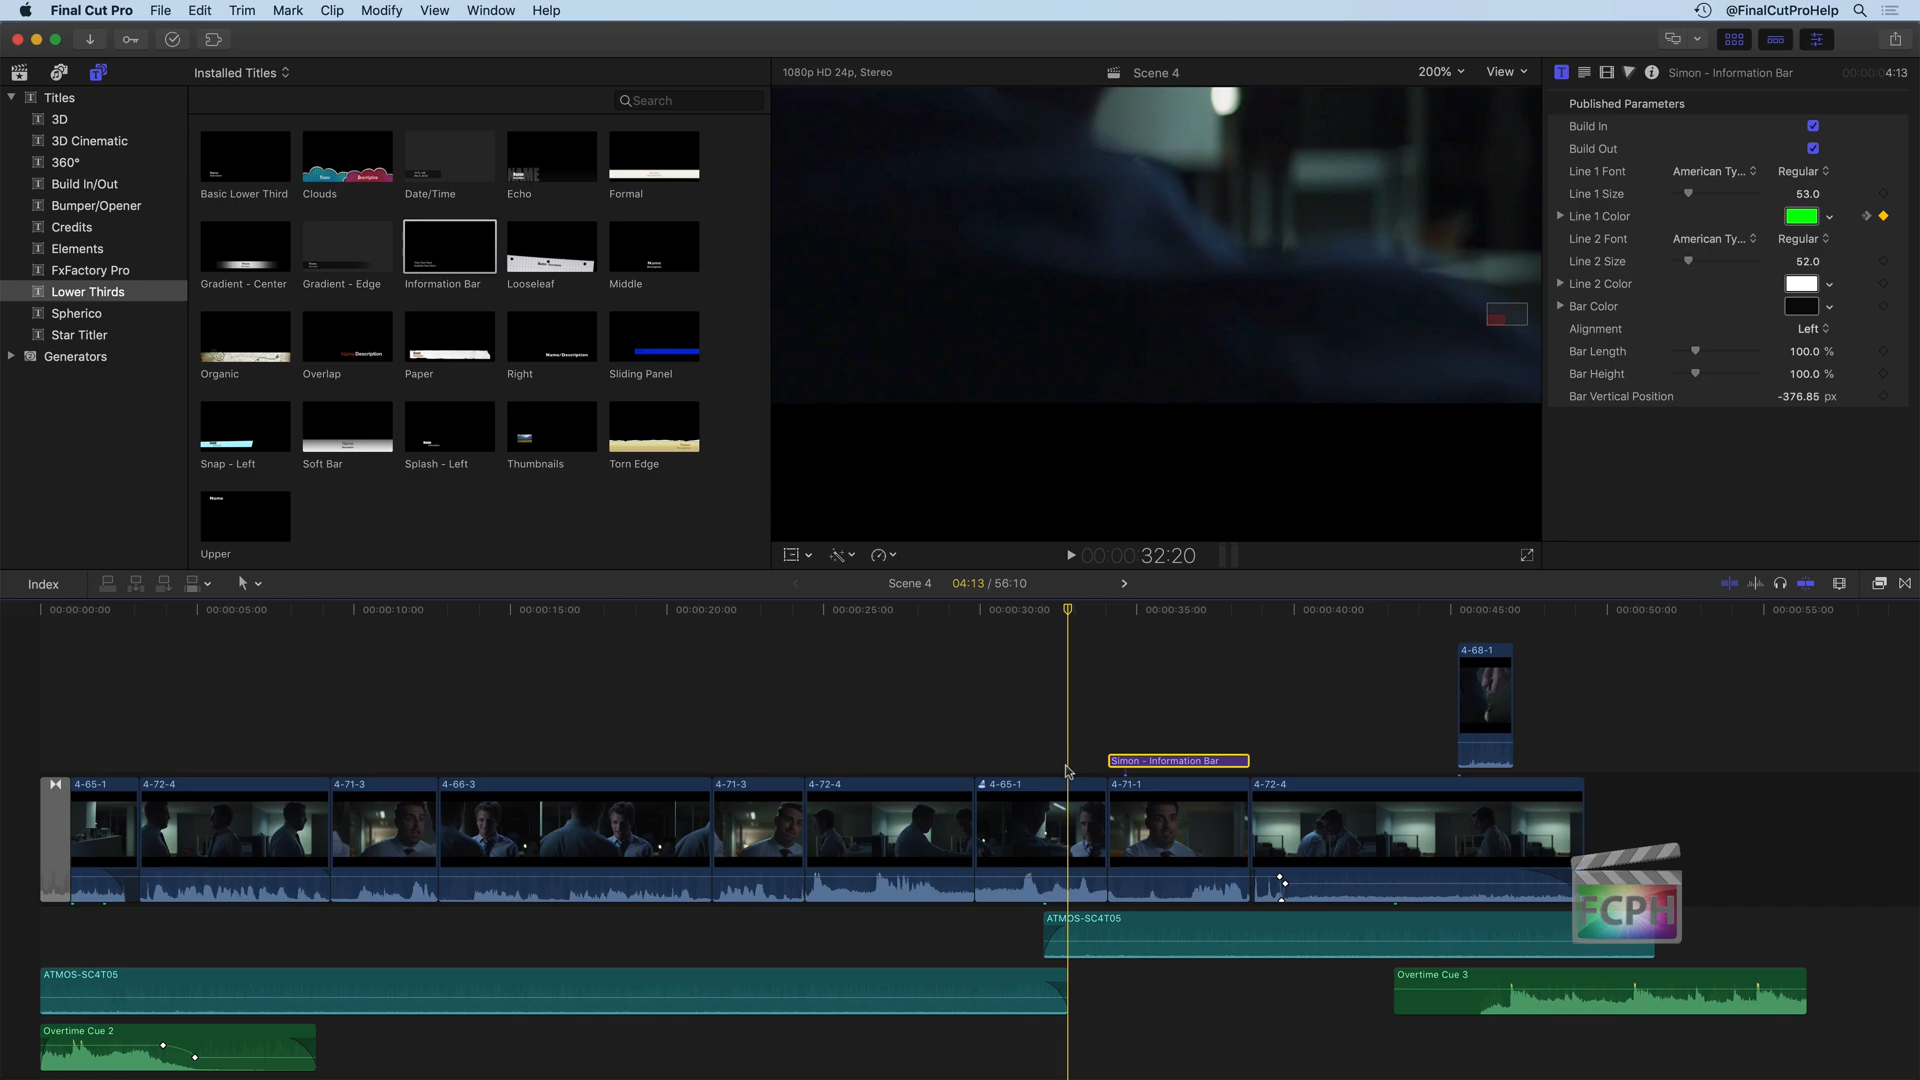 Final Cut Pro File Edit Trim Mark Clip Modify View Window Help @FinalCutProHelp
Installed Titles
Search
Titles
3D
3D Cinematic
360°
Build In/Out
Bumper/Opener
Credits
Elements
FxFactory Pro
Lower Thirds
Spherico
Star Titler
Generators
Basic Lower Third Clouds Date/Time Echo Formal
Gradient - Center Gradient - Edge Information Bar Looseleaf Middle
Organic Overlap Paper Right Sliding Panel
Snap - Left Soft Bar Splash - Left Thumbnails Torn Edge
Upper
1080p HD 24p, Stereo Scene 4 200% View
00:00:32:20
Simon - Information Bar 00:00:04:13
Published Parameters
Build In
Build Out
Line 1 Font American Ty... Regular
Line 1 Size 53.0
Line 1 Color
Line 2 Font American Ty... Regular
Line 2 Size 52.0
Line 2 Color
Bar Color
Alignment Left
Bar Length 100.0 %
Bar Height 100.0 %
Bar Vertical Position -376.85 px
Index Scene 4 04:13 / 56:10
00:00:00:00 00:00:05:00 00:00:10:00 00:00:15:00 00:00:20:00 00:00:25:00 00:00:30:00 00:00:35:00 00:00:40:00 00:00:45:00 00:00:50:00 00:00:55:00
4-68-1
Simon - Information Bar
4-65-1 4-72-4 4-71-3 4-66-3 4-71-3 4-72-4 4-65-1 4-71-1 4-72-4
FCPH
ATMOS-SC4T05
ATMOS-SC4T05 Overtime Cue 3
Overtime Cue 2